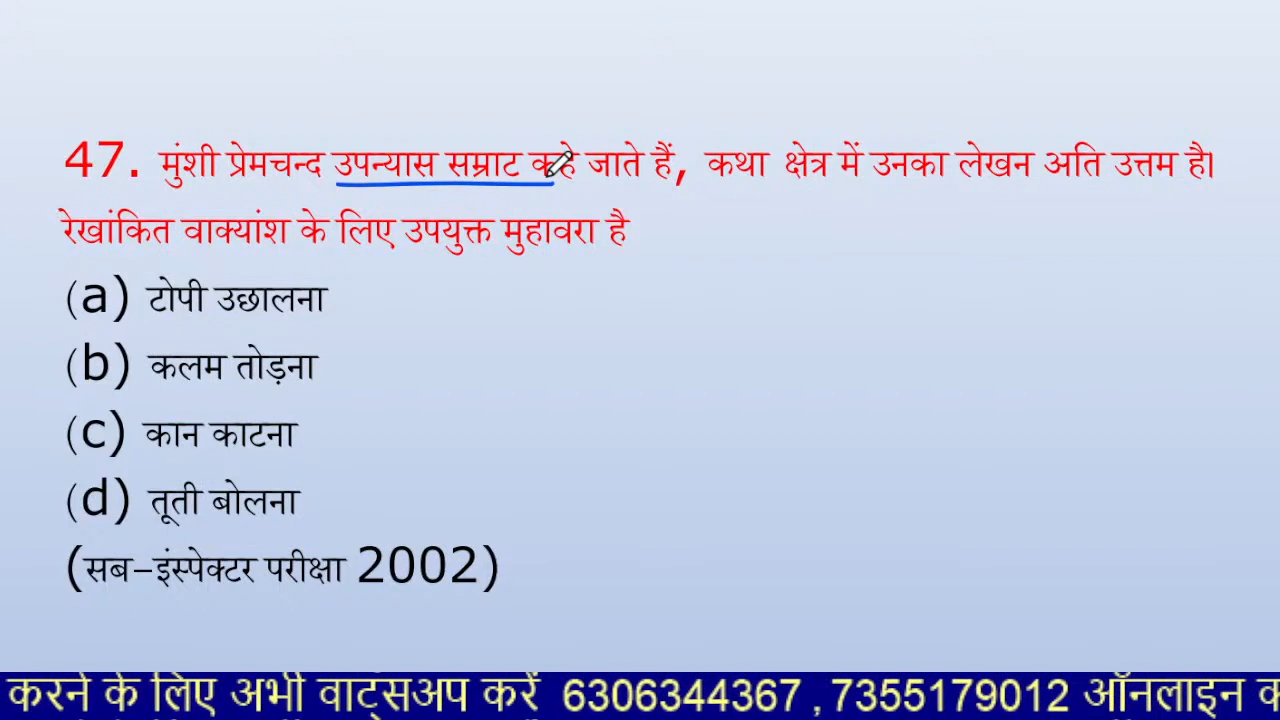 47. मुंशी प्रेमचन्द उपन्यास सम्राट कहे जाते हैं, कथा क्षेत्र में उनका लेखन अति उत्तम है।
रेखांकित वाक्यांश के लिए उपयुक्त मुहावरा है
(a) टोपी उछालना
(b) कलम तोड़ना
(c) कान काटना
(d) तूती बोलना
(सब-इंस्पेक्टर परीक्षा 2002)
करने के लिए अभी वाट्सअप करें 6306344367 , 7355179012 ऑनलाइन